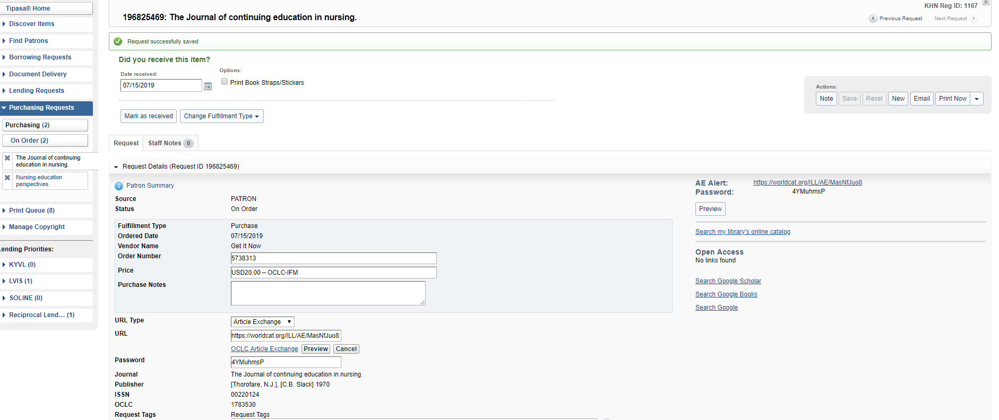 Tipasa® Home
Discover Items
Find Patrons
Borrowing Requests
Document Delivery
Lending Requests
Purchasing Requests
Purchasing (2)
On Order (2)
The Journal of continuing
education in nursing.
Nursing education
perspectives.
Print Queue (8)
Manage Copyright
Lending Priorities:
KYVL (0)
LVIS (1)
SOLINE (0)
Reciprocal Lend... (1)
KHN Reg ID: 1167
196825469: The Journal of continuing education in nursing.
Previous Request Next Request
Request successfully saved
Did you receive this item?
Date received: Options:
07/15/2019 Print Book Straps/Stickers
Mark as received Change Fulfillment Type
Actions:
Note Save Reset New Email Print Now
Request Staff Notes 0
Request Details (Request ID 196825469)
Patron Summary
Source PATRON
Status On Order
Fulfillment Type Purchase
Ordered Date 07/15/2019
Vendor Name Get It Now
Order Number 5738313
Price USD20.00 – OCLC-IFM
Purchase Notes
URL Type Article Exchange
URL https://worldcat.org/ILL/AE/MasNfJuo8
OCLC Article Exchange Preview Cancel
Password 4YMuhmsP
Journal The Journal of continuing education in nursing.
Publisher [Thorofare, N.J.], [C.B. Slack] 1970
ISSN 00220124
OCLC 1783530
Request Tags Request Tags
AE Alert: https://worldcat.org/ILL/AE/MasNfJuo8
Password: 4YMuhmsP
Preview
Search my library's online catalog
Open Access
No links found
Search Google Scholar
Search Google Books
Search Google